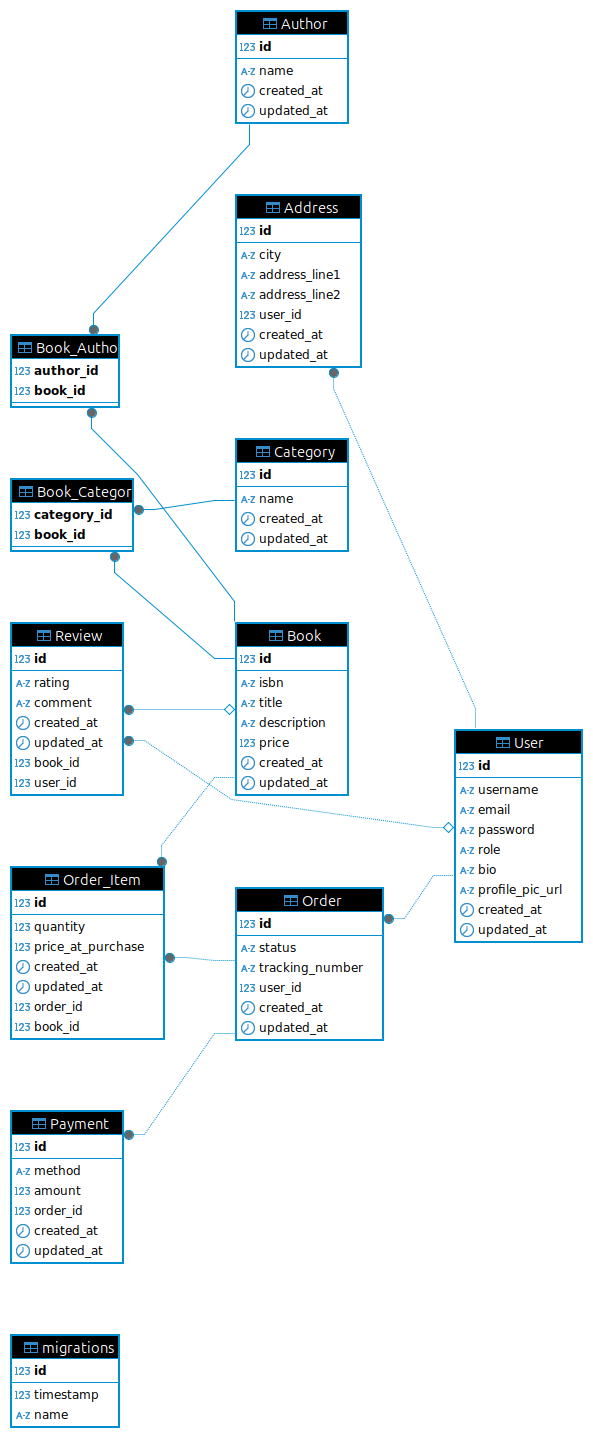 Author
123 id
A-Z name
created_at
updated_at
Address
123 id
A-Z city
A-Z address_line1
A-Z address_line2
123 user_id
created_at
updated_at
Book_Autho
123 author_id
123 book_id
Category
123 id
A-Z name
created_at
updated_at
Book_Categor
123 category_id
123 book_id
Review
123 id
A-Z rating
A-Z comment
created_at
updated_at
123 book_id
123 user_id
Book
123 id
A-Z isbn
A-Z title
A-Z description
123 price
created_at
updated_at
User
123 id
A-Z username
A-Z email
A-Z password
A-Z role
A-Z bio
A-Z profile_pic_url
created_at
updated_at
Order_Item
123 id
123 quantity
123 price_at_purchase
created_at
updated_at
123 order_id
123 book_id
Order
123 id
A-Z status
A-Z tracking_number
123 user_id
created_at
updated_at
Payment
123 id
A-Z method
123 amount
123 order_id
created_at
updated_at
migrations
123 id
123 timestamp
A-Z name